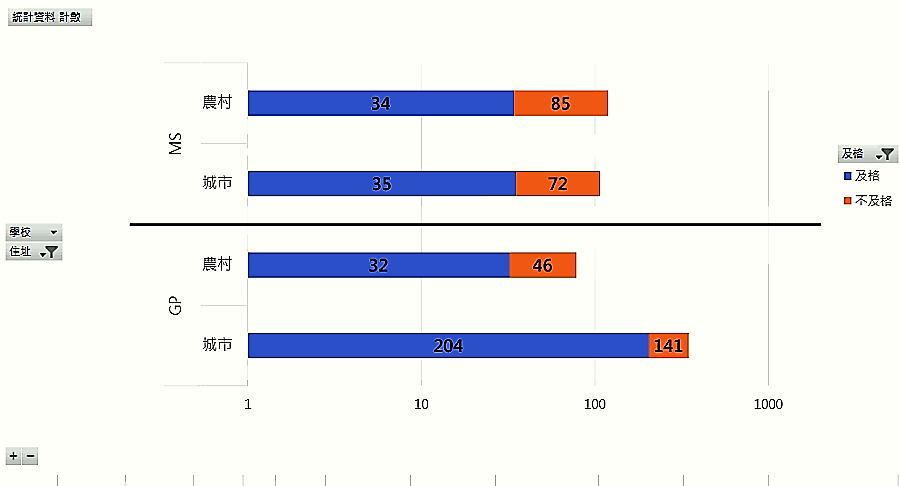 統計資料 計數
農村 34 85
MS
城市 35 72
及格
及格
不及格
學校
住址
農村 32 46
GP
城市 204 141
1 10 100 1000
+ −